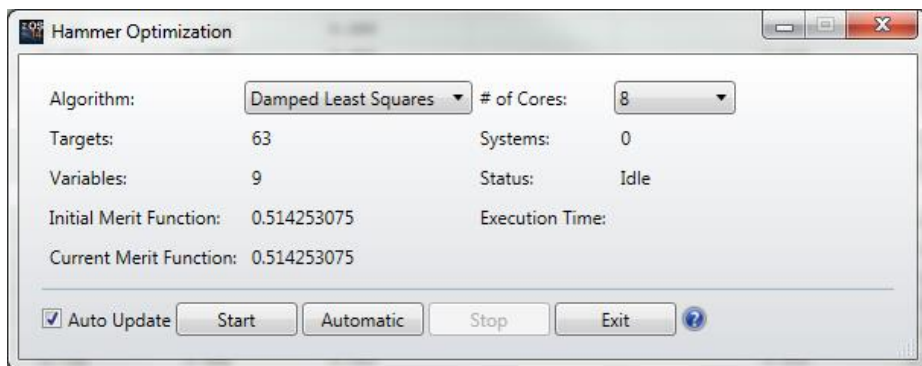 Hammer Optimization
Algorithm: Damped Least Squares # of Cores: 8
Targets: 63 Systems: 0
Variables: 9 Status: Idle
Initial Merit Function: 0.514253075 Execution Time:
Current Merit Function: 0.514253075
Auto Update Start Automatic Stop Exit